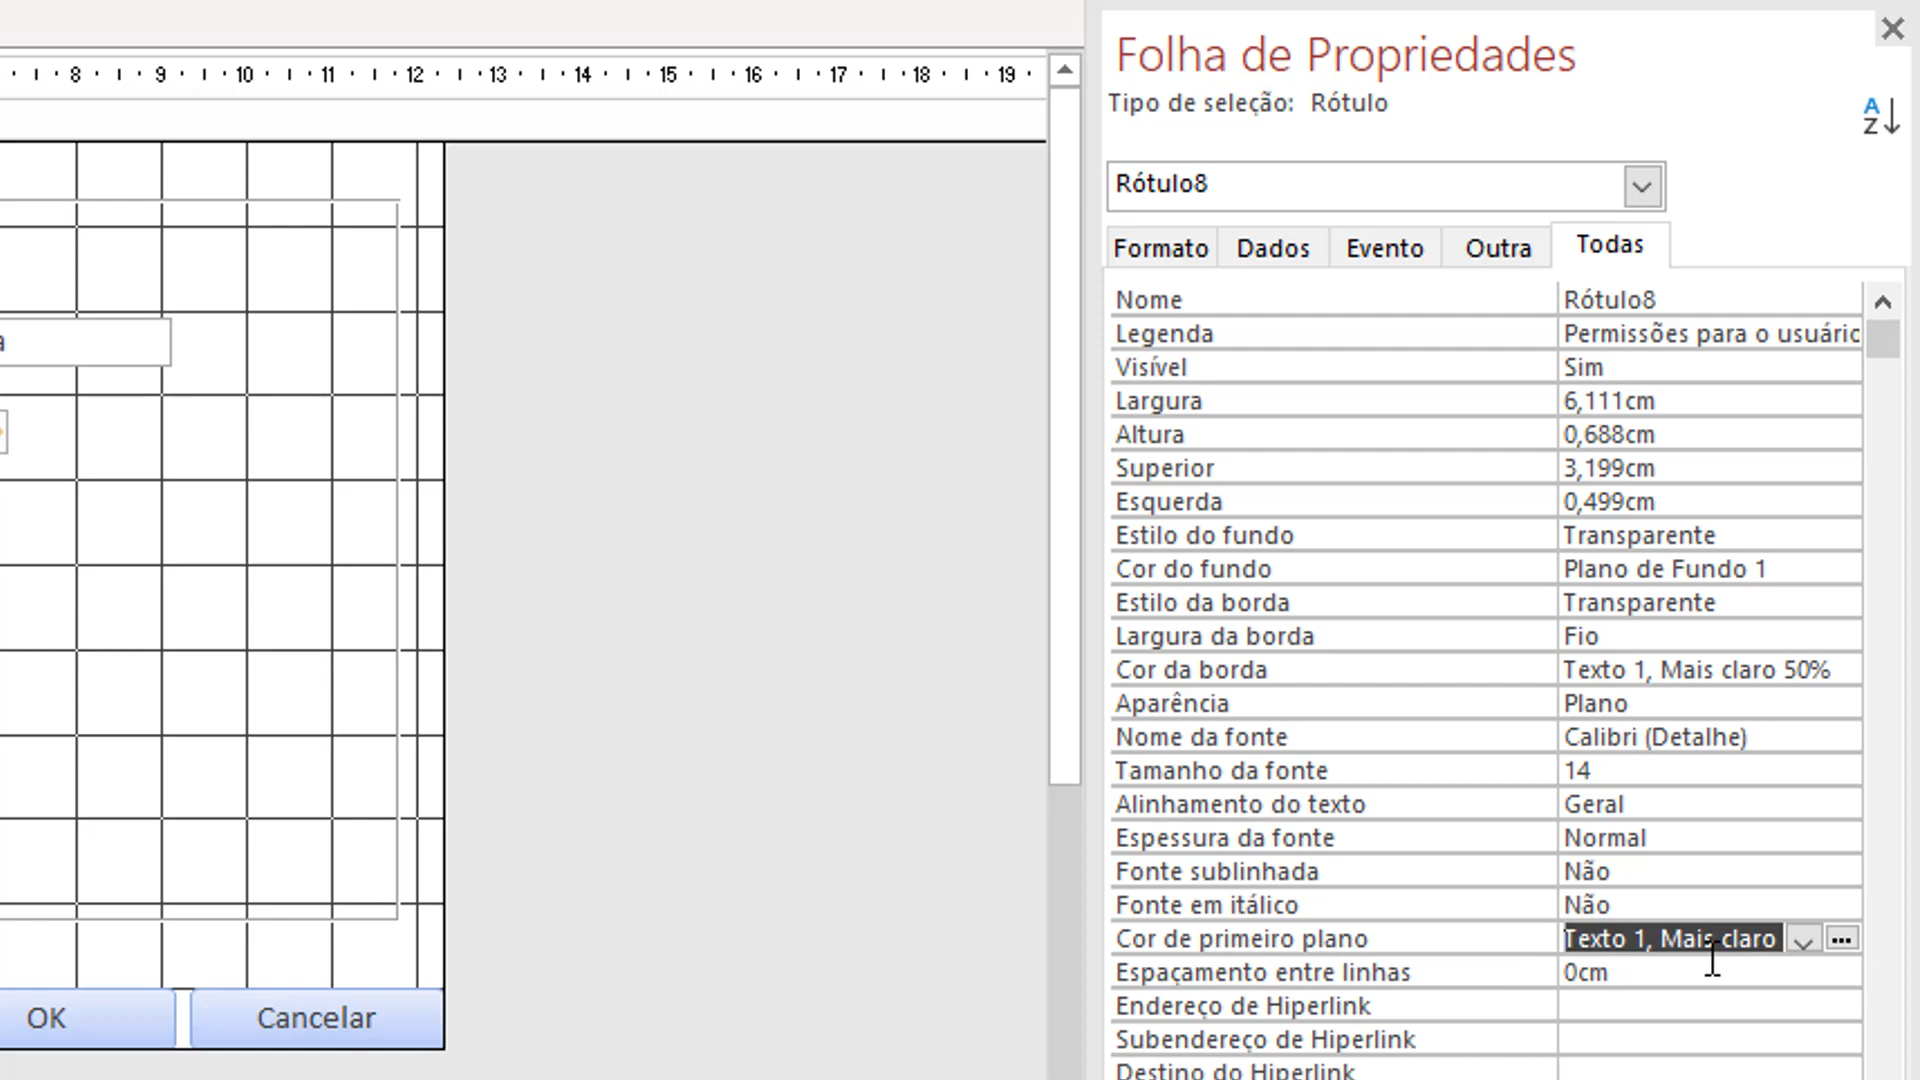 8 9 10 11 12 13 14 15 16 17 18 19
a
OK
Cancelar
Folha de Propriedades
Tipo de seleção: Rótulo
A
Z
Rótulo8
Formato Dados Evento Outra Todas
Nome Rótulo8
Legenda Permissões para o usuáric
Visível Sim
Largura 6,111cm
Altura 0,688cm
Superior 3,199cm
Esquerda 0,499cm
Estilo do fundo Transparente
Cor do fundo Plano de Fundo 1
Estilo da borda Transparente
Largura da borda Fio
Cor da borda Texto 1, Mais claro 50%
Aparência Plano
Nome da fonte Calibri (Detalhe)
Tamanho da fonte 14
Alinhamento do texto Geral
Espessura da fonte Normal
Fonte sublinhada Não
Fonte em itálico Não
Cor de primeiro plano Texto 1, Mais claro
Espaçamento entre linhas 0cm
Endereço de Hiperlink
Subendereço de Hiperlink
Destino do Hiperlink